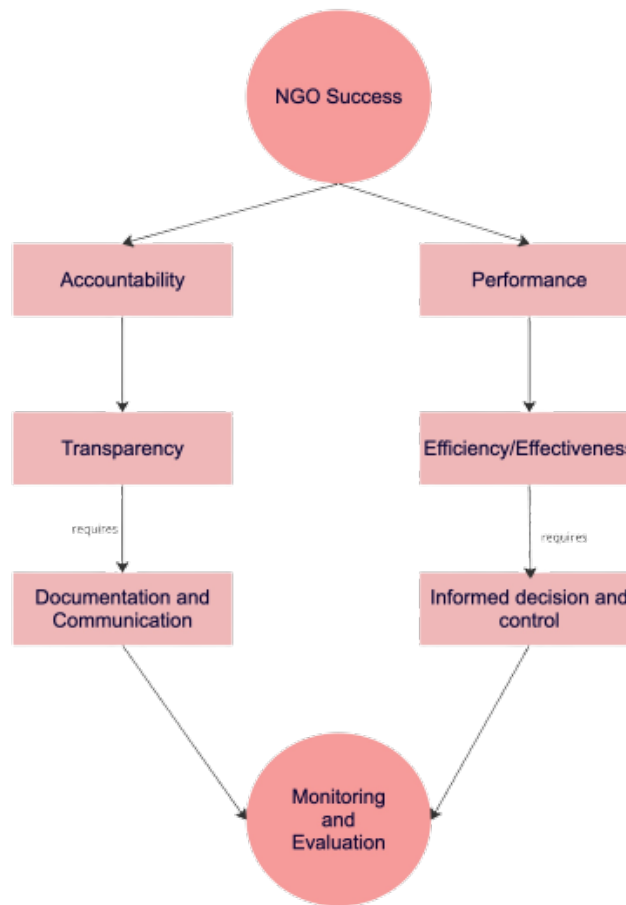 NGO Success
Accountability
Performance
Transparency
Efficiency/Effectiveness
requires
requires
Documentation and
Communication
Informed decision and
control
Monitoring
and
Evaluation